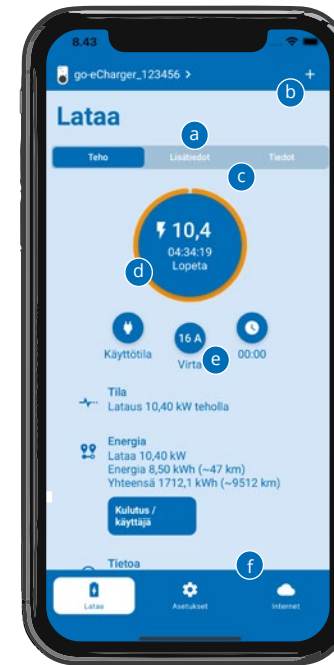 8.43
go-eCharger_123456 >
+
b
Lataa
a
Teho Lisätiedot Tiedot
c
10,4
04:34:19
Lopeta
d
16 A
Käyttötila Virta 00:00
e
Tila
Lataus 10,40 kW teholla
Energia
Lataa 10,40 kW
Energia 8,50 kWh (~47 km)
Yhteensä 1712,1 kWh (~9512 km)
Kulutus /
käyttäjä
Tietoa
f
Lataa Asetukset Internet